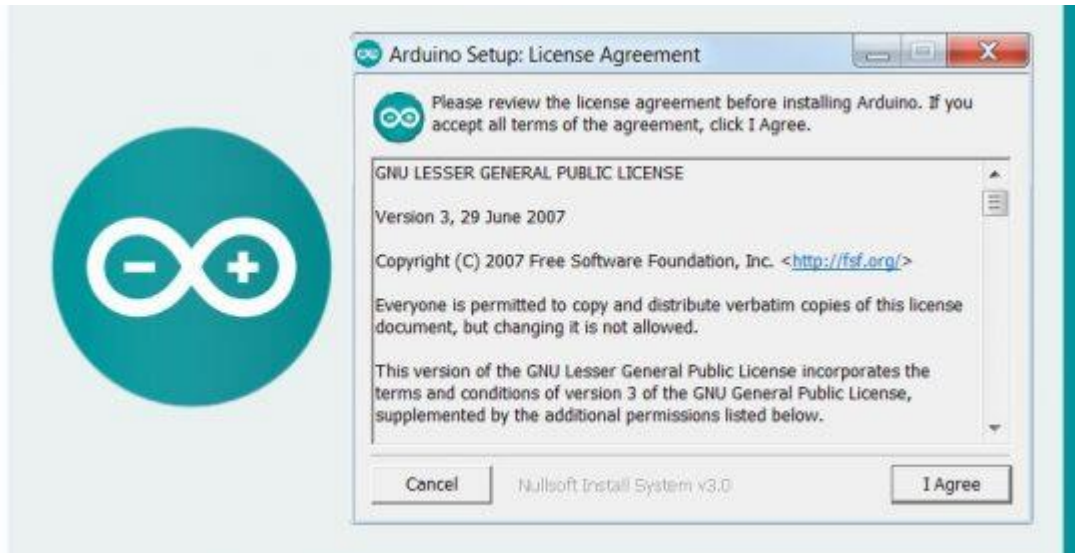 Arduino Setup: License Agreement
Please review the license agreement before installing Arduino. If you
accept all terms of the agreement, click I Agree.
GNU LESSER GENERAL PUBLIC LICENSE
Version 3, 29 June 2007
Copyright (C) 2007 Free Software Foundation, Inc. <http://fsf.org/>
Everyone is permitted to copy and distribute verbatim copies of this license
document, but changing it is not allowed.
This version of the GNU Lesser General Public License incorporates the
terms and conditions of version 3 of the GNU General Public License,
supplemented by the additional permissions listed below.
Cancel Nullsoft Install System v3.0 I Agree